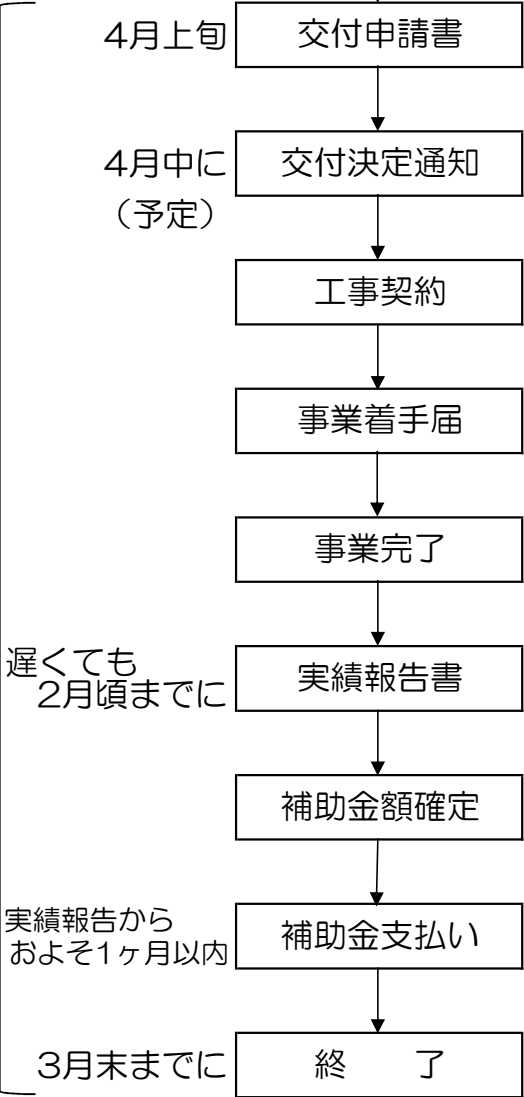 4月上旬 交付申請書
4月中に 交付決定通知
（予定）
工事契約
事業着手届
事業完了
遅くても
2月頃までに 実績報告書
補助金額確定
実績報告から
およそ1ヶ月以内 補助金支払い
3月末までに 終　　了